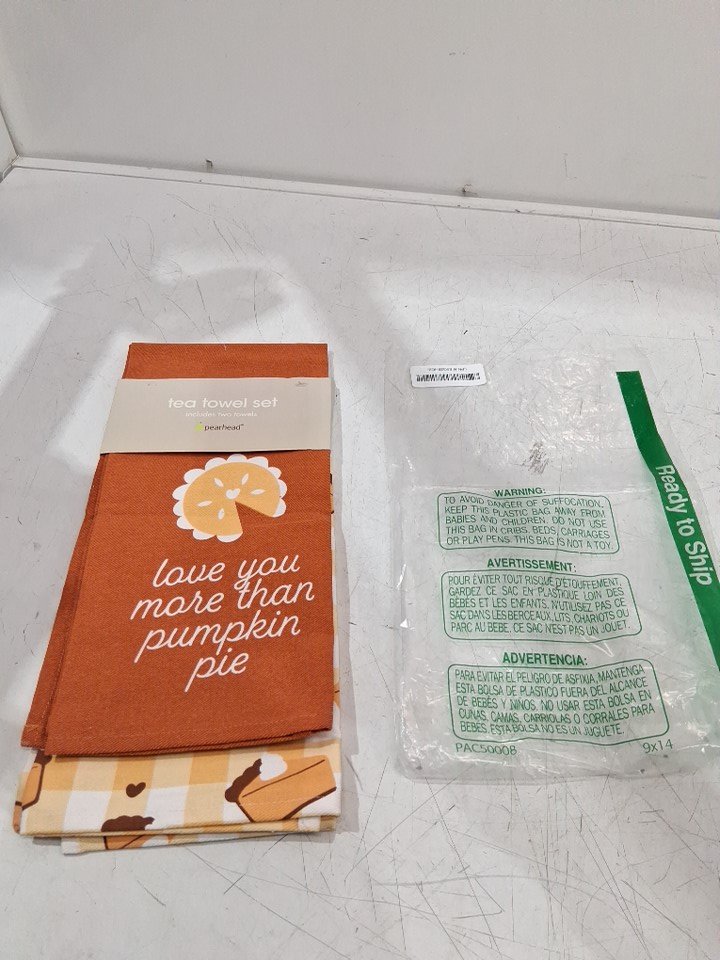 tea towel set
includes two towels
pearhead™
love you
more than
pumpkin
pie
Ready to Ship
WARNING:
TO AVOID DANGER OF SUFFOCATION,
KEEP THIS PLASTIC BAG AWAY FROM
BABIES AND CHILDREN. DO NOT USE
THIS BAG IN CRIBS, BEDS, CARRIAGES
OR PLAY PENS. THIS BAG IS NOT A TOY.
AVERTISSEMENT:
POUR ÉVITER TOUT RISQUE D'ÉTOUFFEMENT,
GARDEZ CE SAC EN PLASTIQUE LOIN DES
BÉBÉS ET LES ENFANTS. N'UTILISEZ PAS CE
SAC DANS LES BERCEAUX, LITS, CHARIOTS OU
PARC AU BEBE. CE SAC N'EST PAS UN JOUET.
ADVERTENCIA:
PARA EVITAR EL PELIGRO DE ASFIXIA, MANTENGA
ESTA BOLSA DE PLASTICO FUERA DEL ALCANCE
DE BEBÉS Y NIÑOS. NO USAR ESTA BOLSA EN
CUNAS, CAMAS, CARRIOLAS O CORRALES PARA
BEBÉS. ESTA BOLSA NO ES UN JUGUETE.
PAC50008 9x14